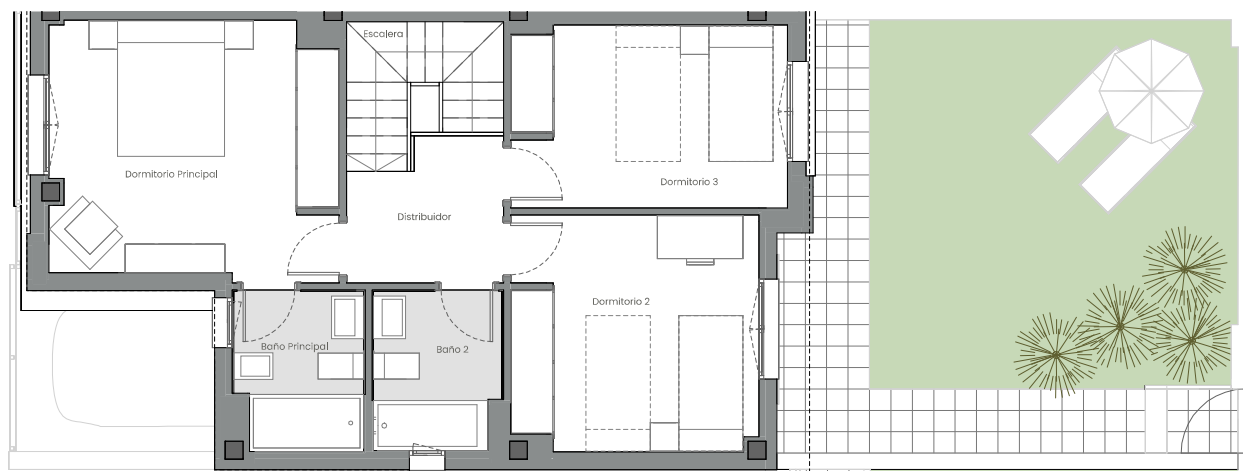 Escalera
Dormitorio Principal
Dormitorio 3
Distribuidor
Dormitorio 2
Baño Principal
Baño 2